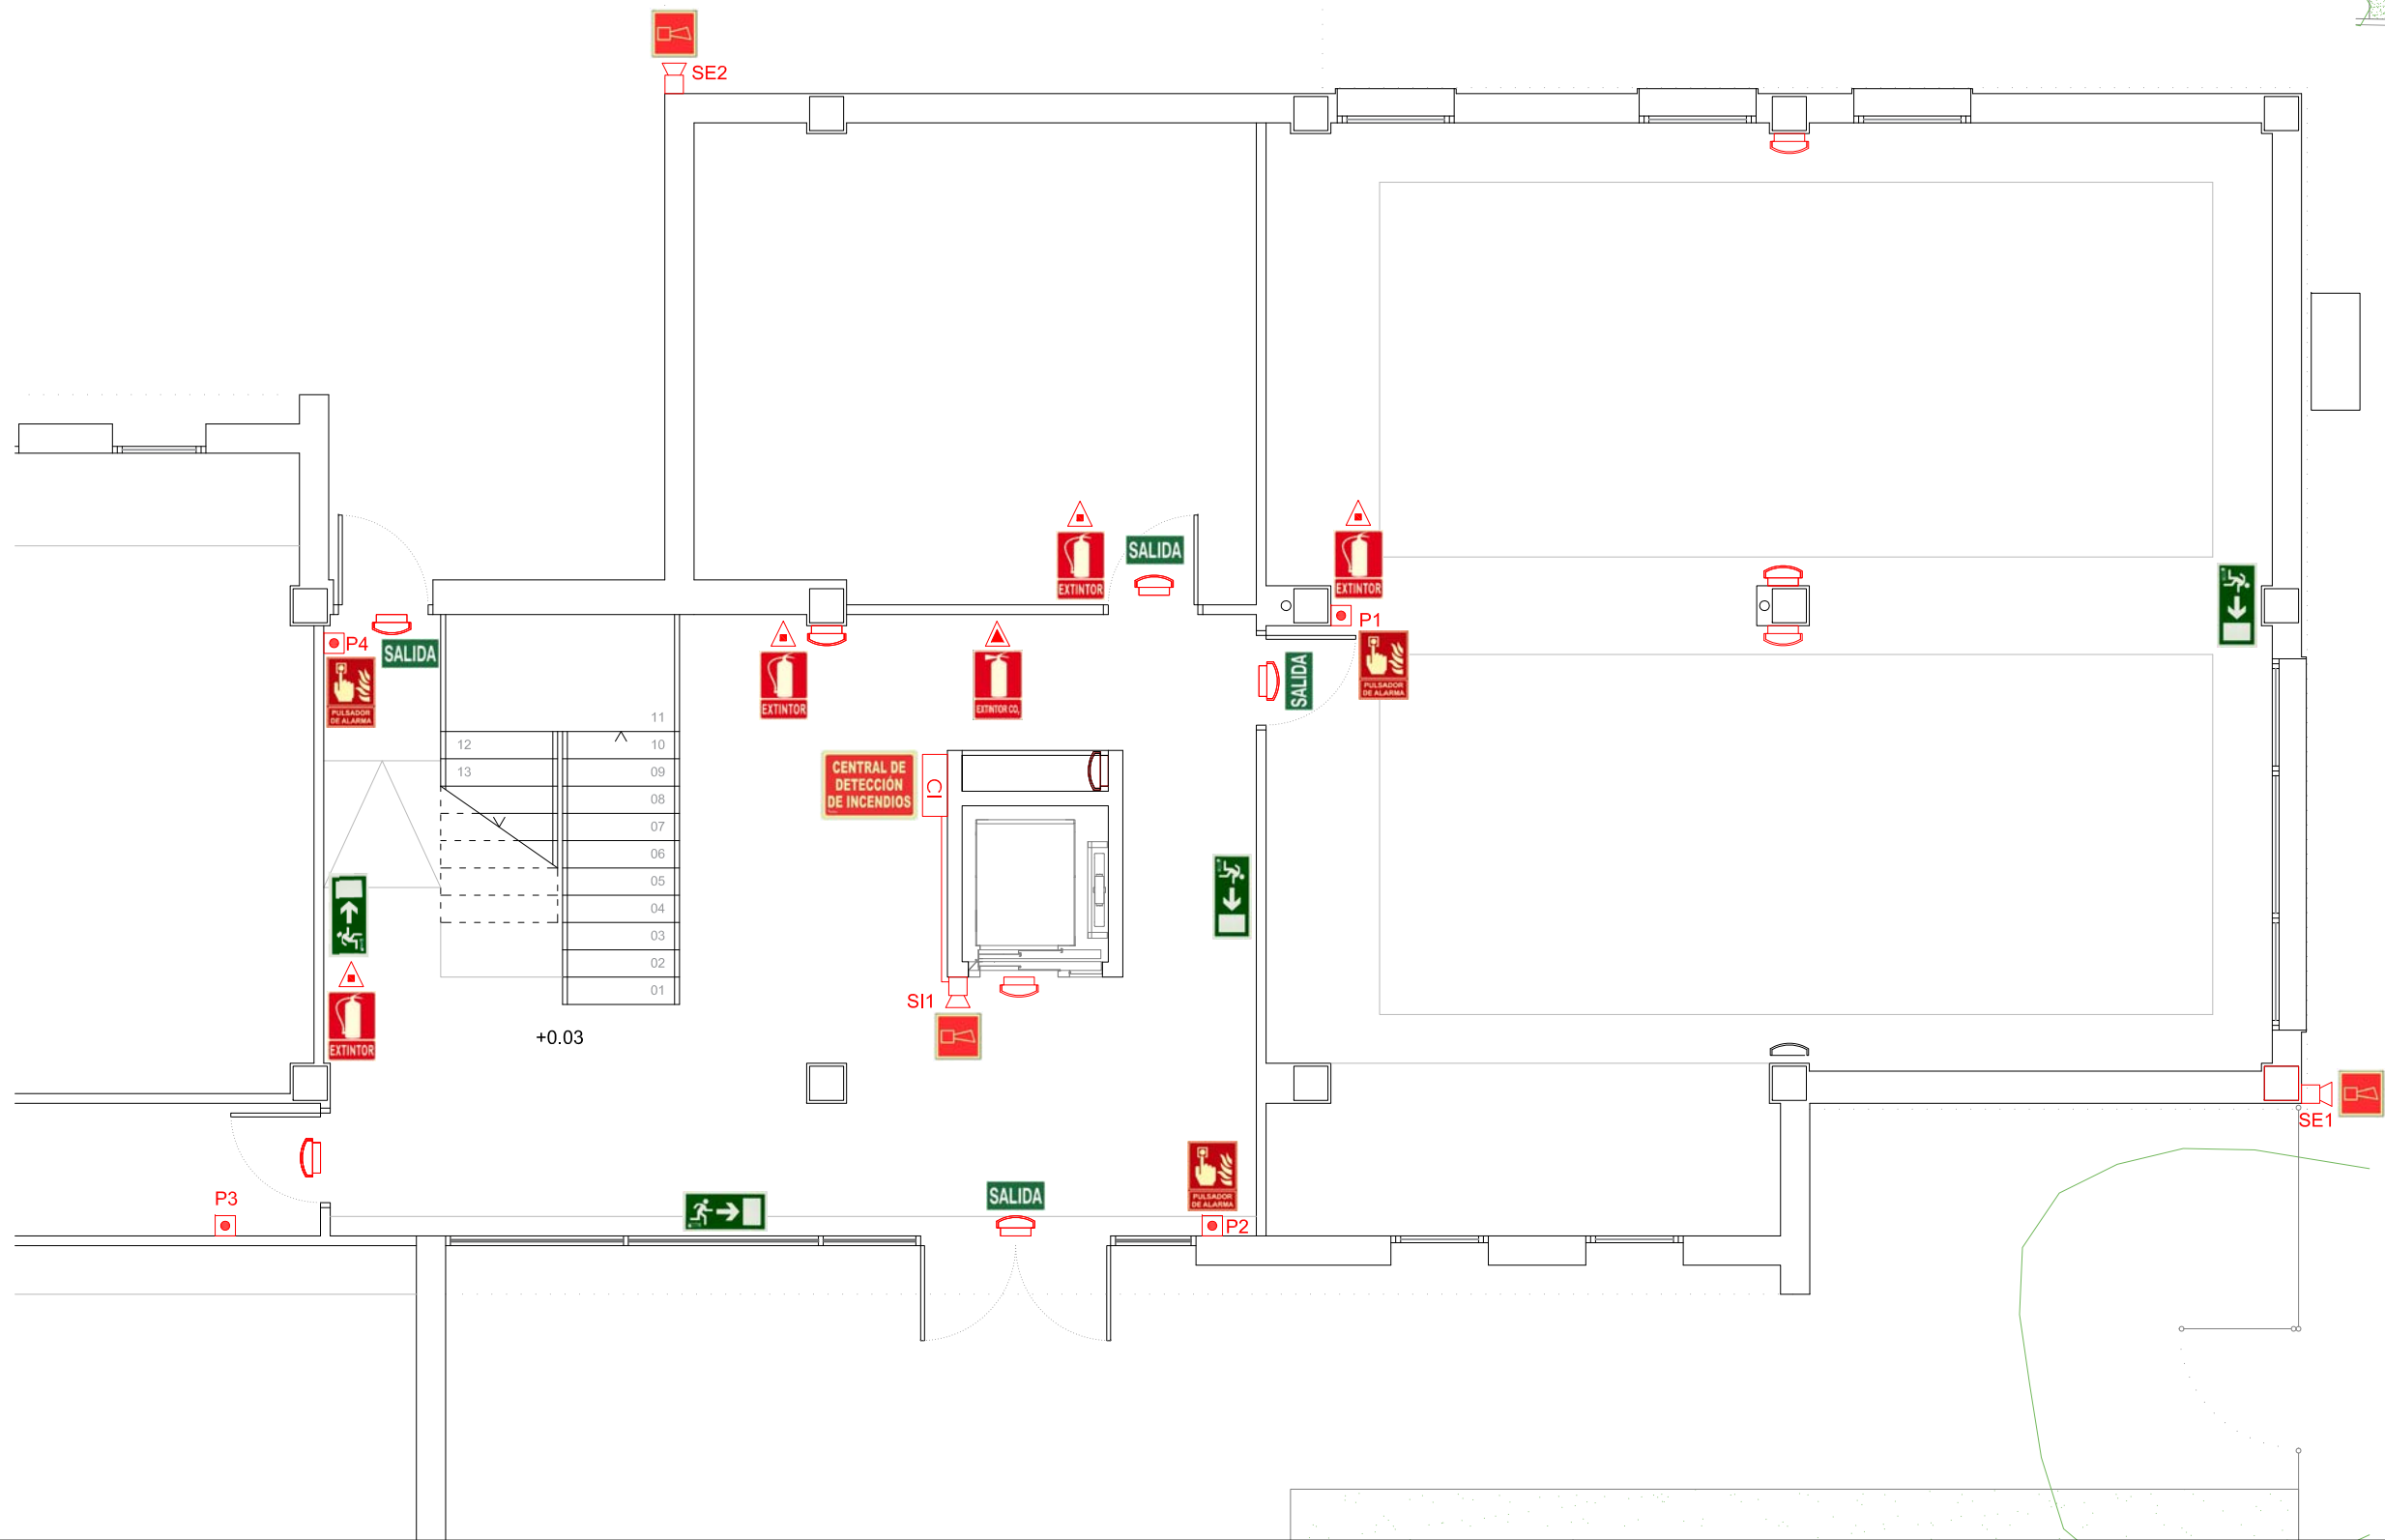 SE2
EXTINTOR
SALIDA
EXTINTOR
P1
P4
SALIDA
PULSADOR
DE ALARMA
EXTINTOR
EXTINTOR CO₂
SALIDA
PULSADOR
DE ALARMA
11
12
10
13
09
08
07
06
05
04
03
02
01
CENTRAL DE
DETECCIÓN
DE INCENDIOS
CI
SI1
EXTINTOR
+0.03
SE1
P3
PULSADOR
DE ALARMA
SALIDA
P2